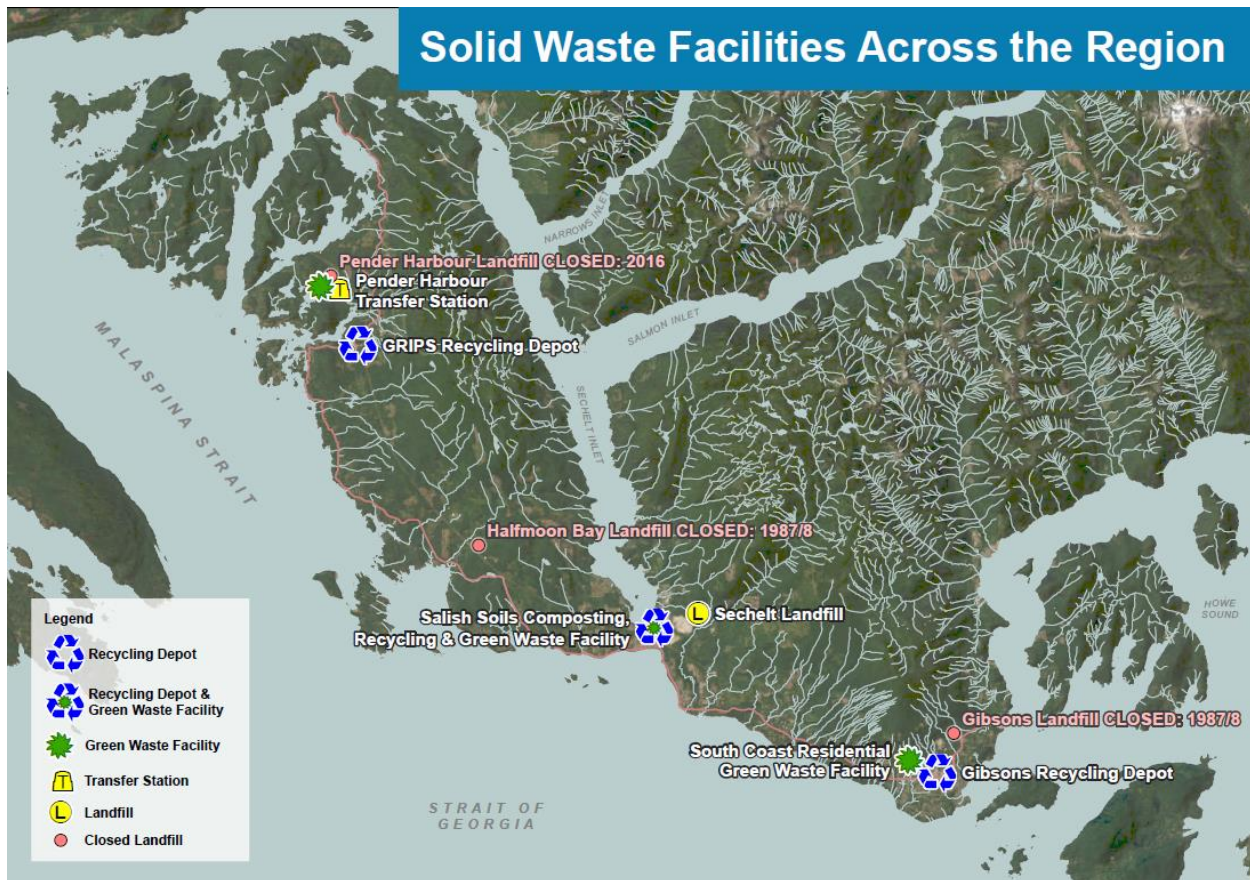 Solid Waste Facilities Across the Region
NARROWS INLET
Pender Harbour Landfill CLOSED: 2016
T
Pender Harbour
Transfer Station
SALMON INLET
GRIPS Recycling Depot
MALASPINA STRAIT
SECHELT INLET
Halfmoon Bay Landfill CLOSED: 1987/8
Salish Soils Composting,
Recycling & Green Waste Facility
L
Sechelt Landfill
HOWE
SOUND
Gibsons Landfill CLOSED: 1987/8
South Coast Residential
Green Waste Facility
Gibsons Recycling Depot
STRAIT OF
GEORGIA
Legend
Recycling Depot
Recycling Depot &
Green Waste Facility
Green Waste Facility
T Transfer Station
L Landfill
Closed Landfill